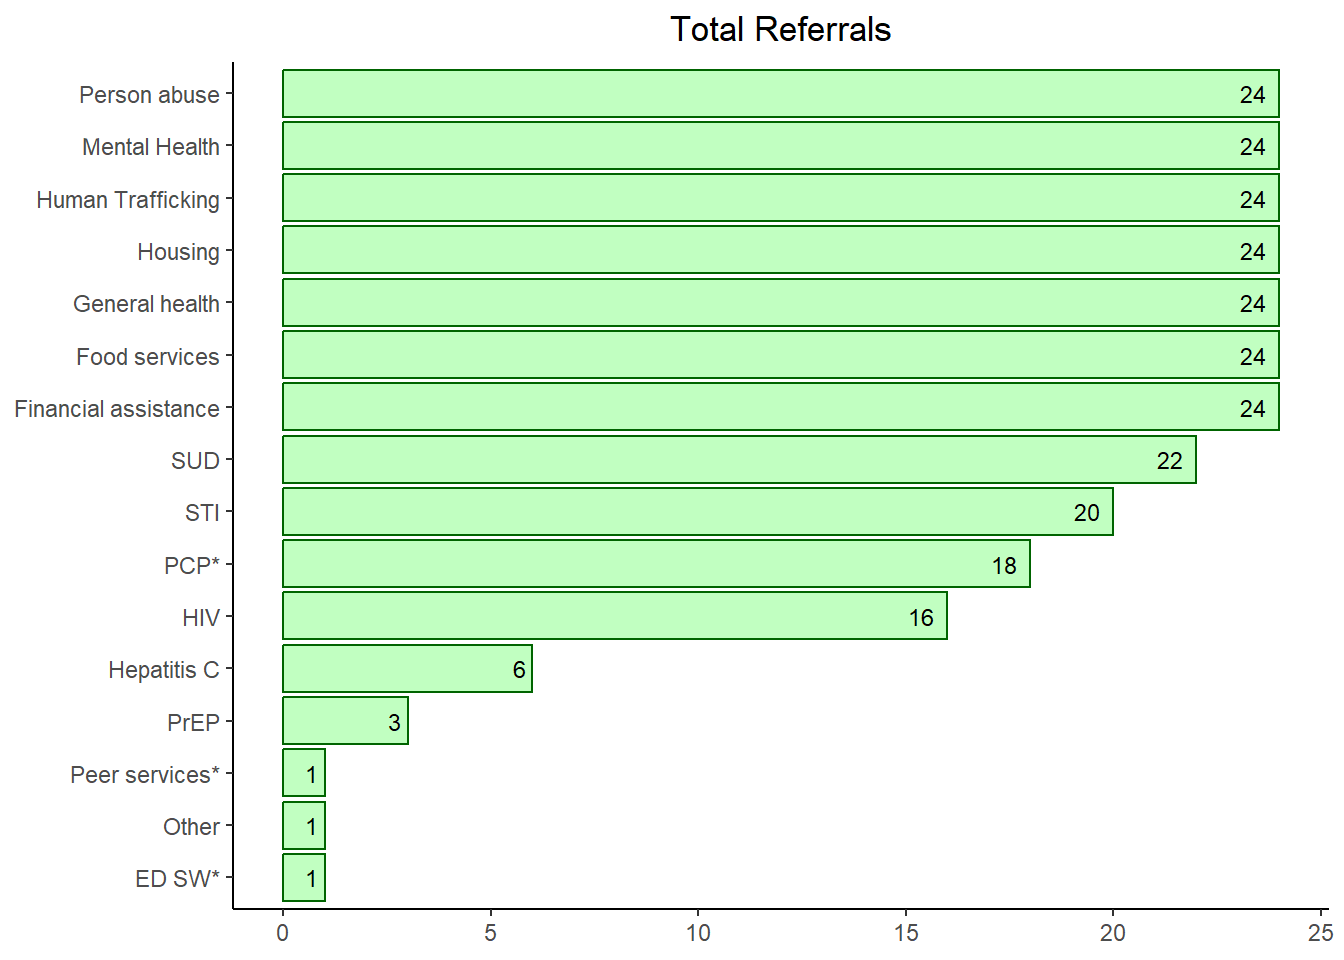 Total Referrals
Person abuse 24
Mental Health 24
Human Trafficking 24
Housing 24
General health 24
Food services 24
Financial assistance 24
SUD 22
STI 20
PCP* 18
HIV 16
Hepatitis C 6
PrEP 3
Peer services* 1
Other 1
ED SW* 1
0 5 10 15 20 25